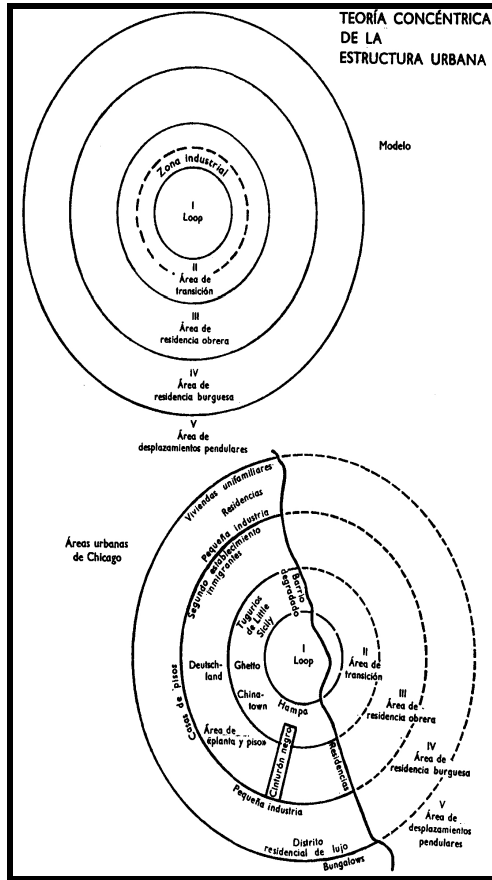 TEORÍA CONCÉNTRICA
DE LA
ESTRUCTURA URBANA
Modelo
Zona industrial
I
Loop
II
Área de
transición
III
Área de
residencia obrera
IV
Área de
residencia burguesa
V
Área de
desplazamientos pendulares
Áreas urbanas
de Chicago
Viviendas unifamiliares
Residencias
Pequeña industria
Segundo establecimiento
inmigrantes
Barrio
degradado
Tugurios
de Little
Sicily
I
Loop
II
Área de
transición
Deutsch-
land
Ghetto
China-
town
Hampa
Casas de pisos
III
Área de
residencia obrera
Área de
«planta y piso»
Cinturón negro
Residencias
IV
Área de
residencia burguesa
Pequeña industria
V
Área de
desplazamientos
pendulares
Distrito
residencial de lujo
Bungalows